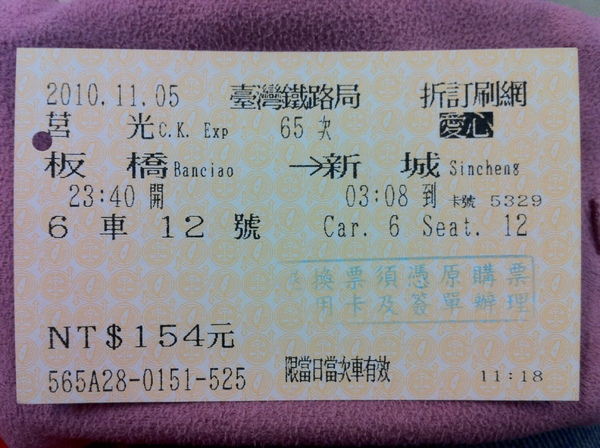 2010.11.05 臺灣鐵路局 折訂刷網
莒 光 C.K. Exp 65 次 愛心
板 橋 Banciao →新 城 Sincheng
23:40 開 03:08 到 卡號 5329
6 車 12 號 Car. 6 Seat. 12
換票須憑原購票
用卡及簽單辦理
NT$154元
565A28-0151-525 限當日當次車有效 11:18